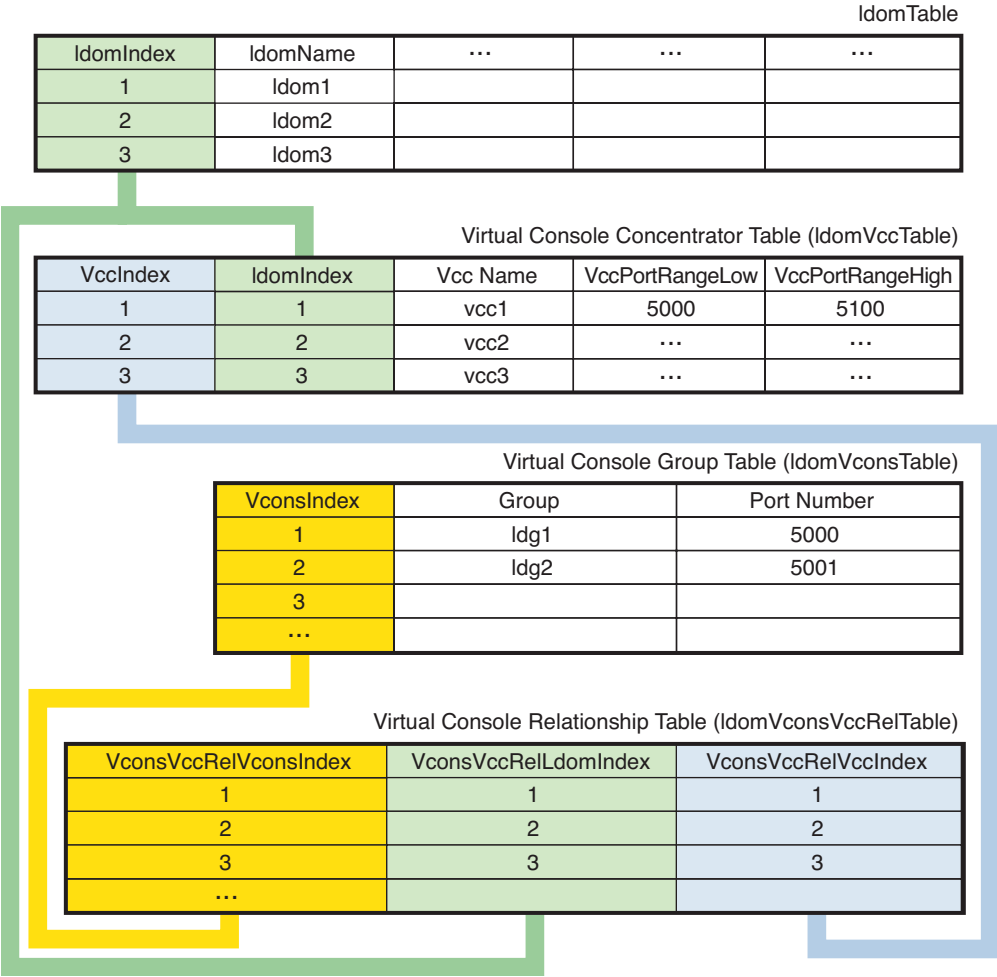 ldomTable
ldomIndex ldomName ... ... ...
1 ldom1
2 ldom2
3 ldom3
Virtual Console Concentrator Table (ldomVccTable)
VccIndex ldomIndex Vcc Name VccPortRangeLow VccPortRangeHigh
1 1 vcc1 5000 5100
2 2 vcc2 ... ...
3 3 vcc3 ... ...
Virtual Console Group Table (ldomVconsTable)
VconsIndex Group Port Number
1 ldg1 5000
2 ldg2 5001
3
...
Virtual Console Relationship Table (ldomVconsVccRelTable)
VconsVccRelVconsIndex VconsVccRelLdomIndex VconsVccRelVccIndex
1 1 1
2 2 2
3 3 3
...